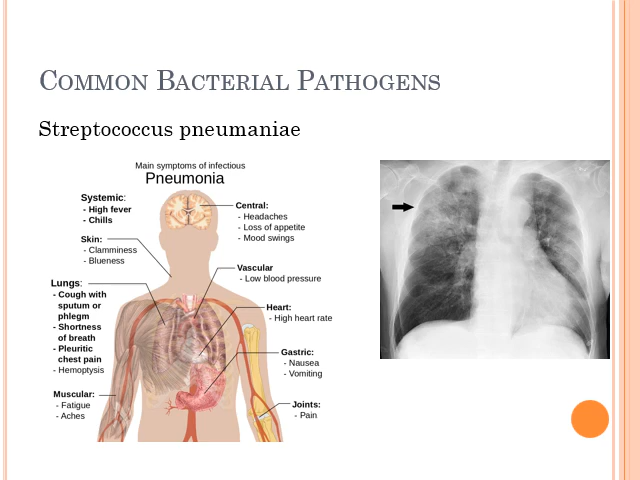 Common Bacterial Pathogens
Streptococcus pneumaniae
Main symptoms of infectious
Pneumonia
Systemic:
- High fever
- Chills
Skin:
- Clamminess
- Blueness
Lungs:
- Cough with
sputum or
phlegm
- Shortness
of breath
- Pleuritic
chest pain
- Hemoptysis
Muscular:
- Fatigue
- Aches
Central:
- Headaches
- Loss of appetite
- Mood swings
Vascular
- Low blood pressure
Heart:
- High heart rate
Gastric:
- Nausea
- Vomiting
Joints:
- Pain